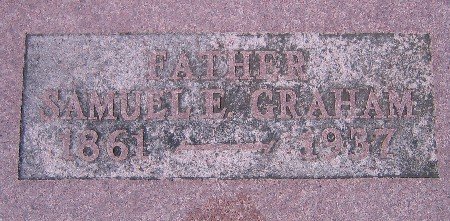 FATHER
SAMUEL E. GRAHAM
1861 — 1937